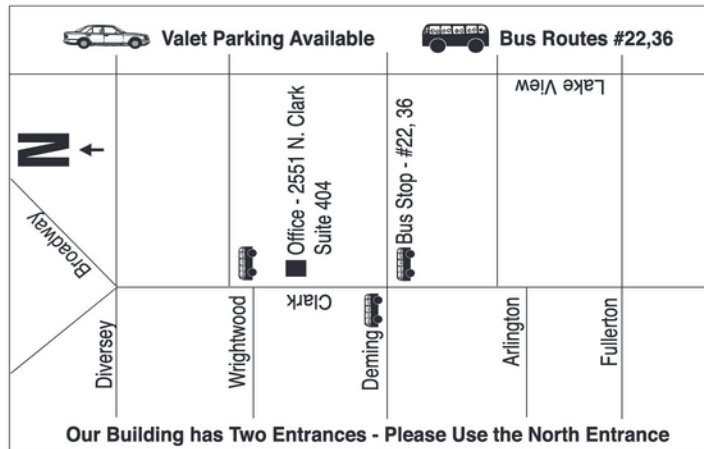 Valet Parking Available
Bus Routes #22,36
Lake View
N
Office - 2551 N. Clark
Suite 404
Bus Stop - #22, 36
Broadway
Clark
Diversey
Wrightwood
Deming
Arlington
Fullerton
Our Building has Two Entrances - Please Use the North Entrance